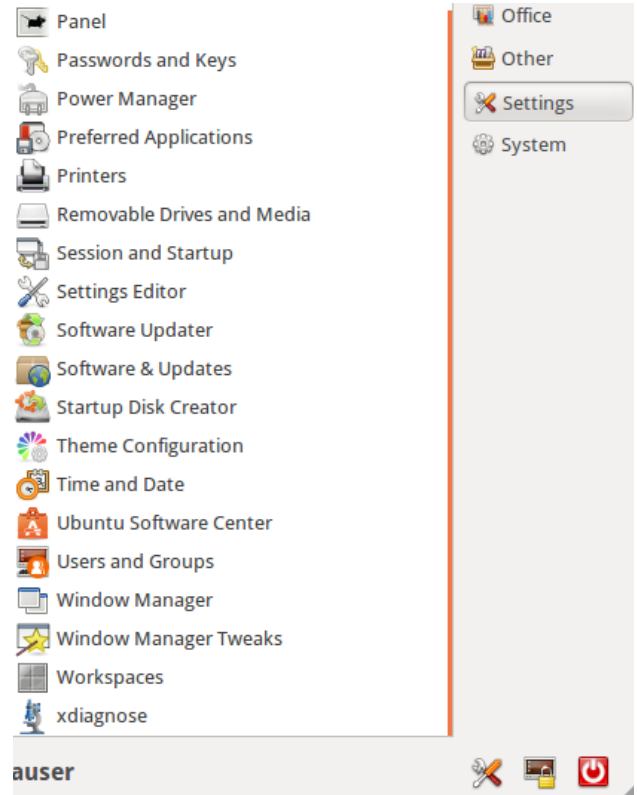 Panel
Passwords and Keys
Power Manager
Preferred Applications
Printers
Removable Drives and Media
Session and Startup
Settings Editor
Software Updater
Software & Updates
Startup Disk Creator
Theme Configuration
Time and Date
Ubuntu Software Center
Users and Groups
Window Manager
Window Manager Tweaks
Workspaces
xdiagnose
Office
Other
Settings
System
auser